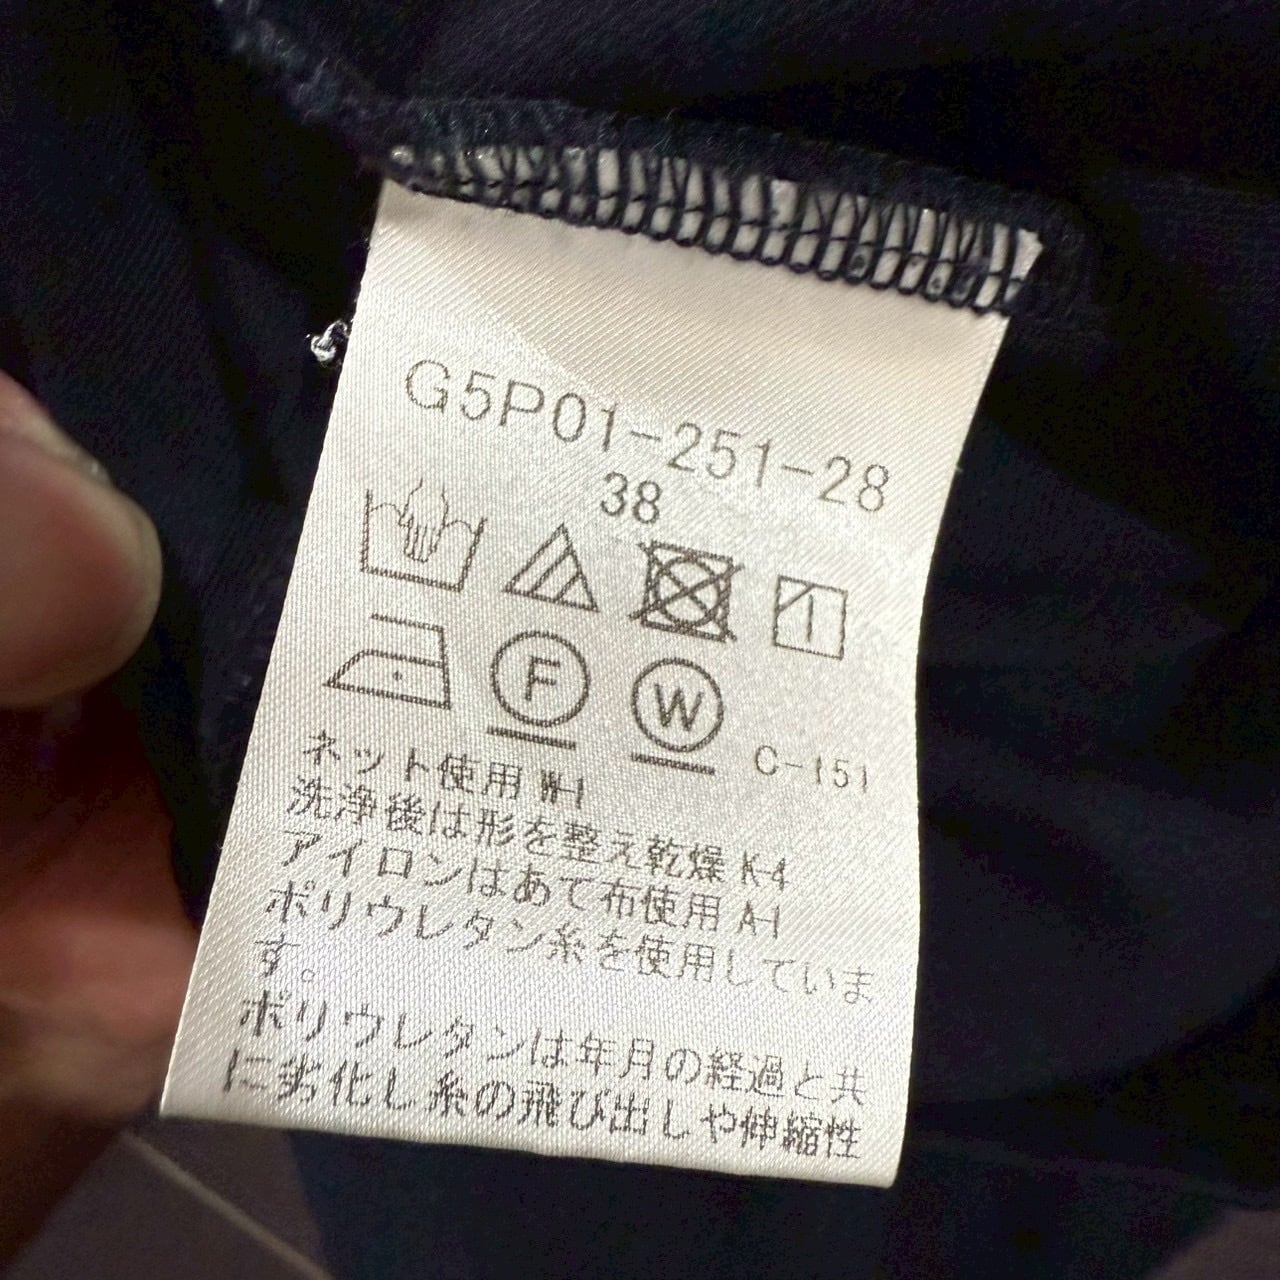 G5P01-251-28
38
F W C-151
ネット使用 W-1
洗浄後は形を整え乾燥 K-4
アイロンはあて布使用 A-1
ポリウレタン糸を使用していま
す。
ポリウレタンは年月の経過と共
に劣化し糸の飛び出しや伸縮性